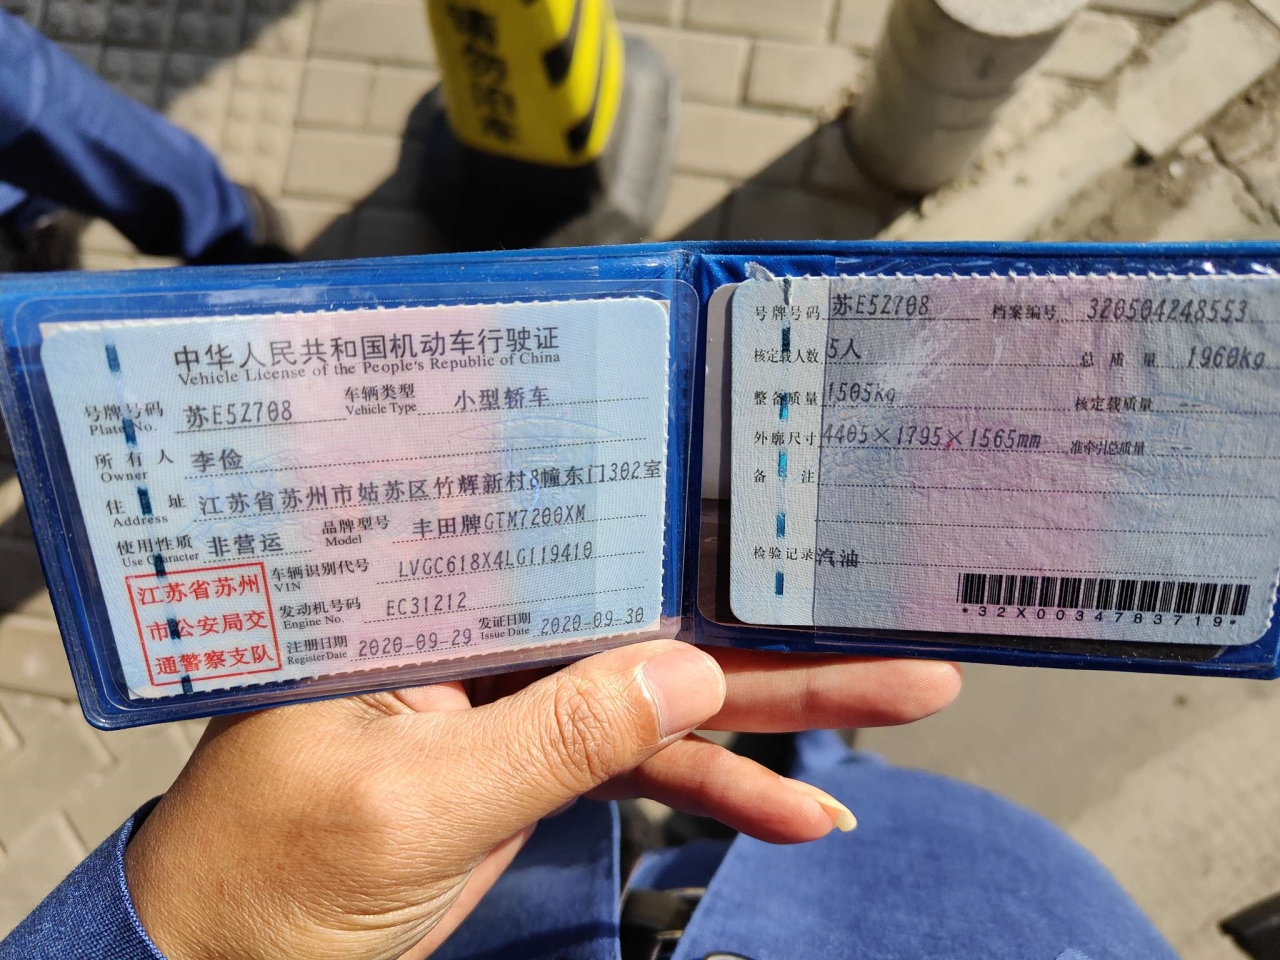 请勿泊车
中华人民共和国机动车行驶证
Vehicle License of the People's Republic of China
号牌号码 苏E5Z708 车辆类型 小型轿车
Plate No. Vehicle Type
所有人 李俭
Owner
住址 江苏省苏州市姑苏区竹辉新村8幢东门302室
Address
使用性质 非营运 品牌型号 丰田牌GTM7200XM
Use Character Model
江苏省苏州
市公安局交
通警察支队
车辆识别代号 LVGC618X4LG119410
VIN
发动机号码 EC31212
Engine No.
注册日期 2020-09-29 发证日期 2020-09-30
Register Date Issue Date
号牌号码 苏E5Z708 档案编号 320504248553
核定载人数 5人 总质量 1960kg
整备质量 1505kg 核定载质量 --
外廓尺寸 4405×1795×1565mm 准牵引总质量 --
备注
检验记录 汽油
*32X0034783719*